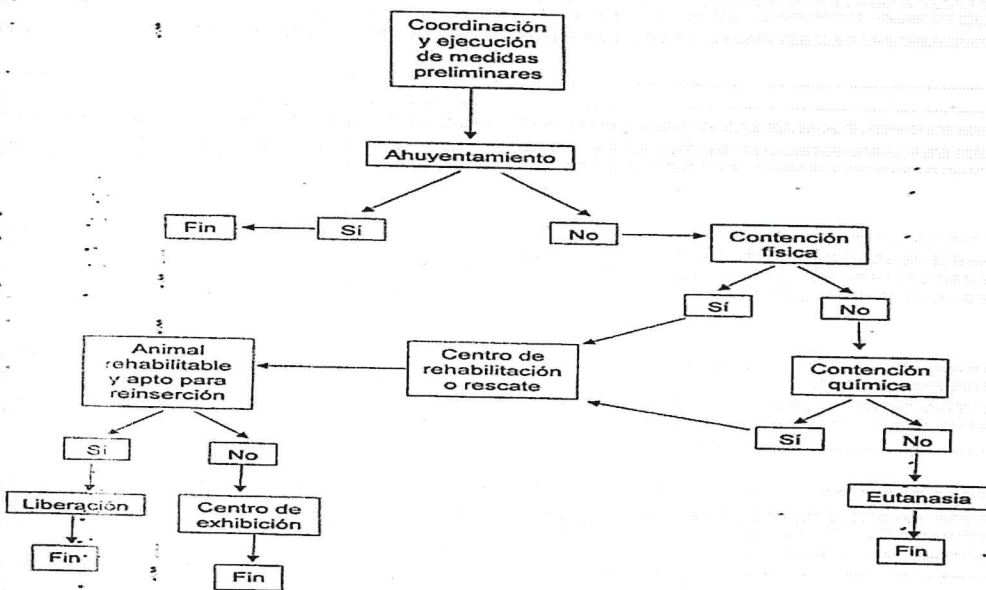 Coordinación
y ejecución
de medidas
preliminares
Ahuyentamiento
Fin
Sí
No
Contención
física
Sí
No
Animal
rehabilitable
y apto para
reinserción
Centro de
rehabilitación
o rescate
Contención
química
Sí
No
Sí
No
Liberación
Centro de
exhibición
Eutanasia
Fin
Fin
Fin